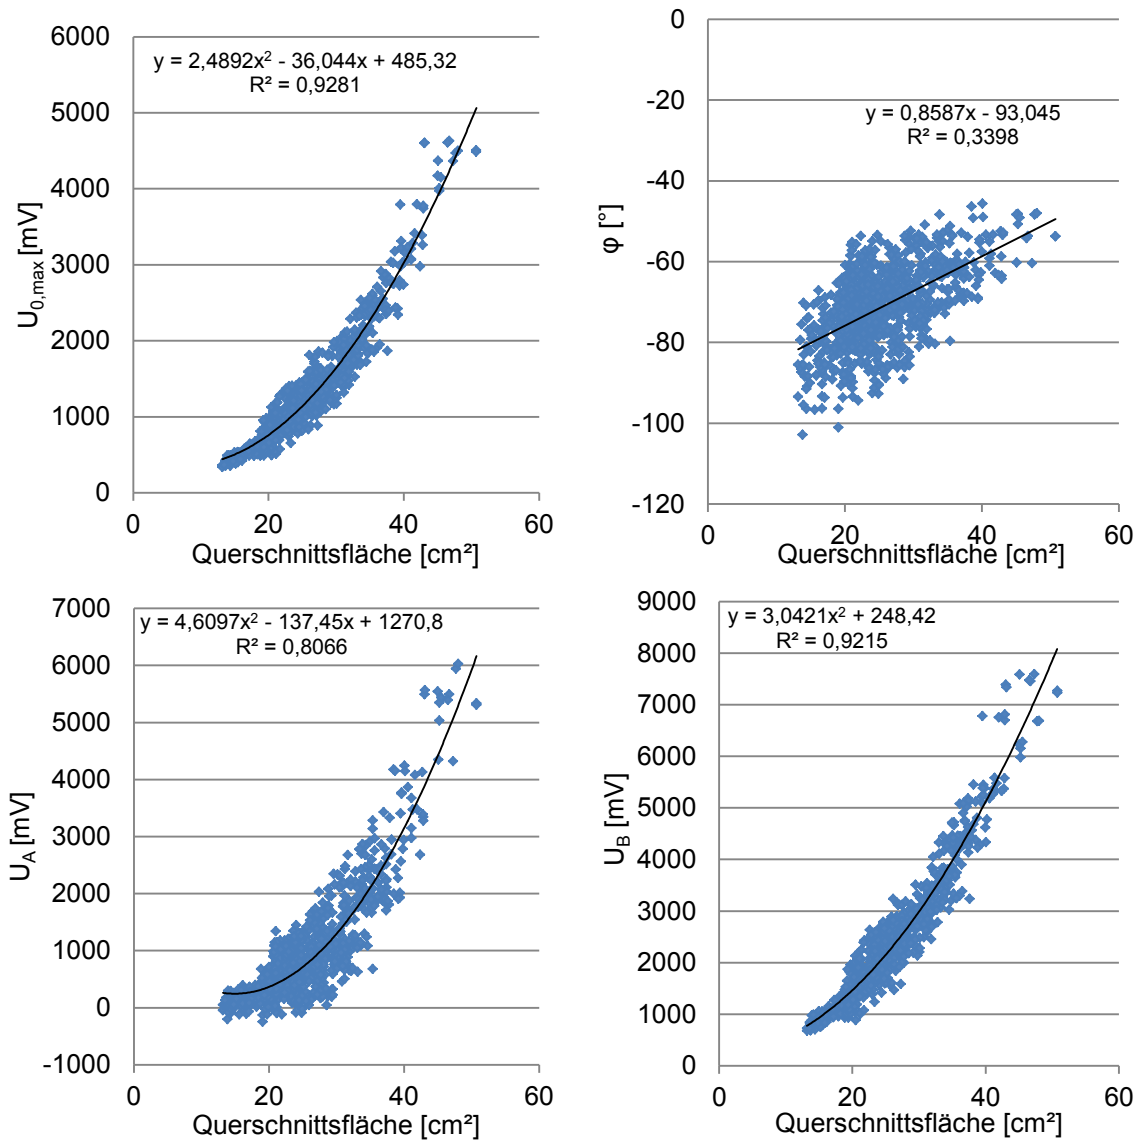 6000
5000
4000
3000
2000
1000
0
0 20 40 60
U0,max [mV]
Querschnittsfläche [cm²]
y = 2,4892x² - 36,044x + 485,32
R² = 0,9281
0
-20
-40
-60
-80
-100
-120
0 20 40 60
φ [°]
Querschnittsfläche [cm²]
y = 0,8587x - 93,045
R² = 0,3398
7000
6000
5000
4000
3000
2000
1000
0
-1000
0 20 40 60
UA [mV]
Querschnittsfläche [cm²]
y = 4,6097x² - 137,45x + 1270,8
R² = 0,8066
9000
8000
7000
6000
5000
4000
3000
2000
1000
0
0 20 40 60
UB [mV]
Querschnittsfläche [cm²]
y = 3,0421x² + 248,42
R² = 0,9215